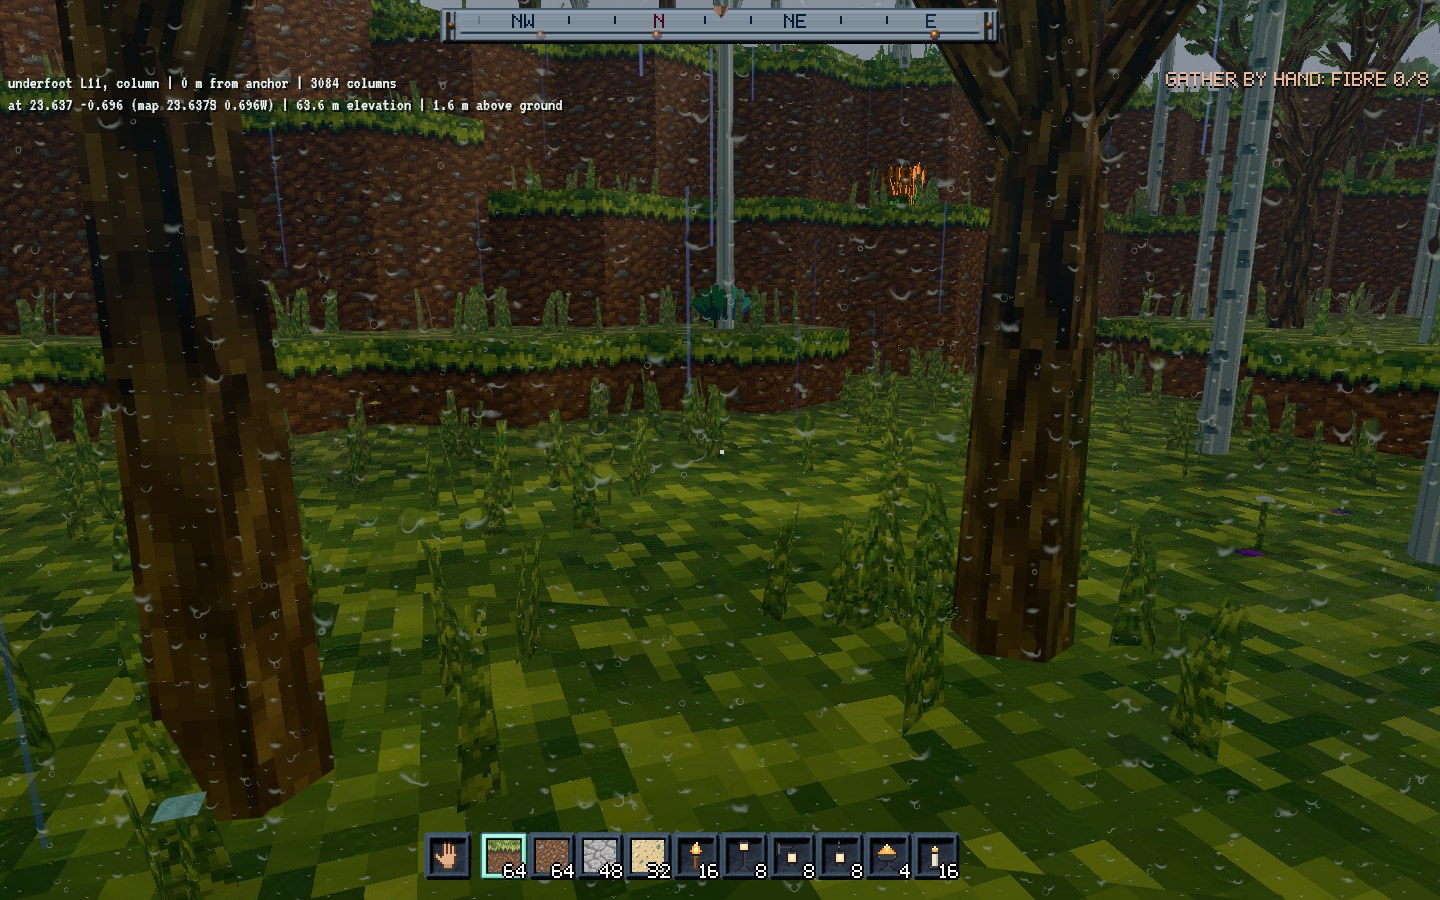 NW N NE E
underfoot L11, column | 0 m from anchor | 3084 columns
at 23.637 -0.696 (map 23.637S 0.696W) | 63.6 m elevation | 1.6 m above ground
GATHER BY HAND: FIBRE 0/8
64 64 48 32 16 8 8 8 4 16